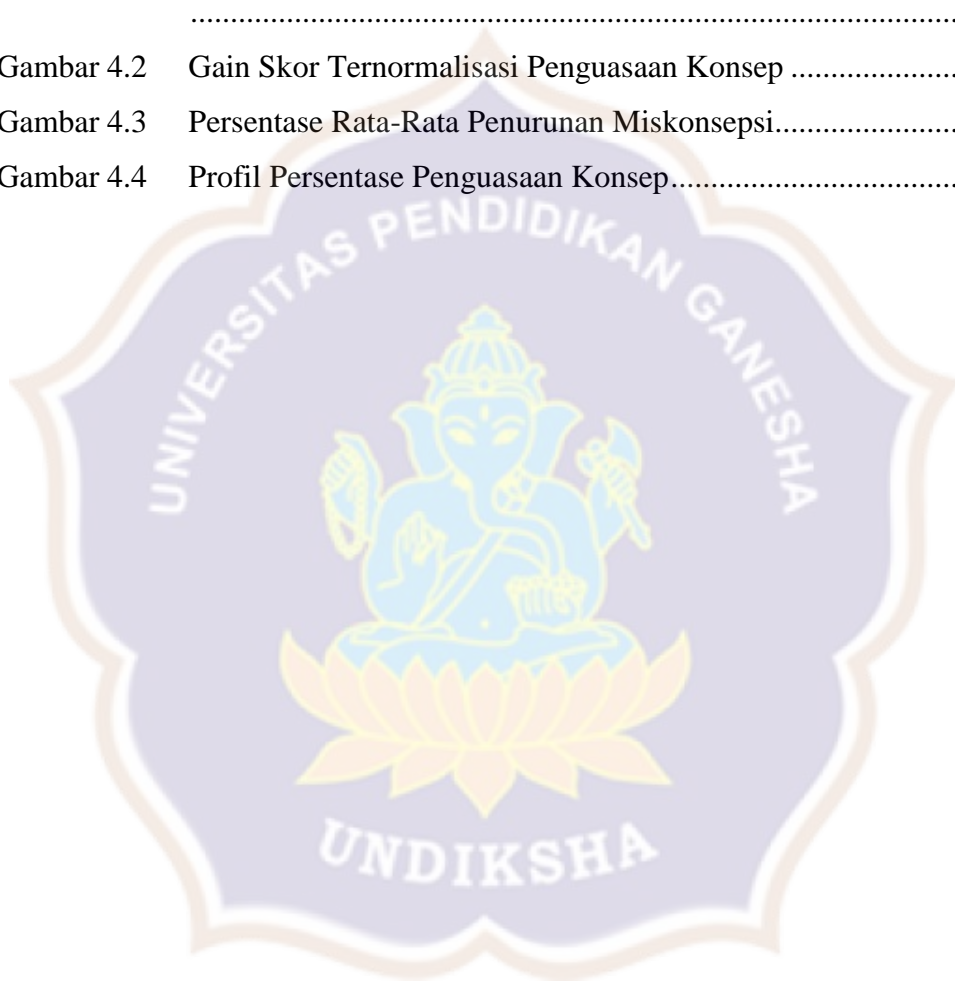 ........................................................................................................
Gambar 4.2 Gain Skor Ternormalisasi Penguasaan Konsep ....................
Gambar 4.3 Persentase Rata-Rata Penurunan Miskonsepsi......................
Gambar 4.4 Profil Persentase Penguasaan Konsep...................................
UNIVERSITAS PENDIDIKAN GANESHA
UNDIKSHA